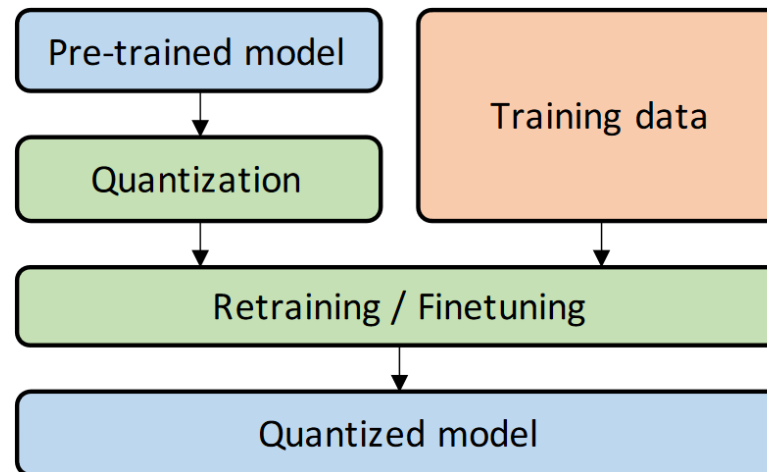 Pre-trained model
Training data
Quantization
Retraining / Finetuning
Quantized model